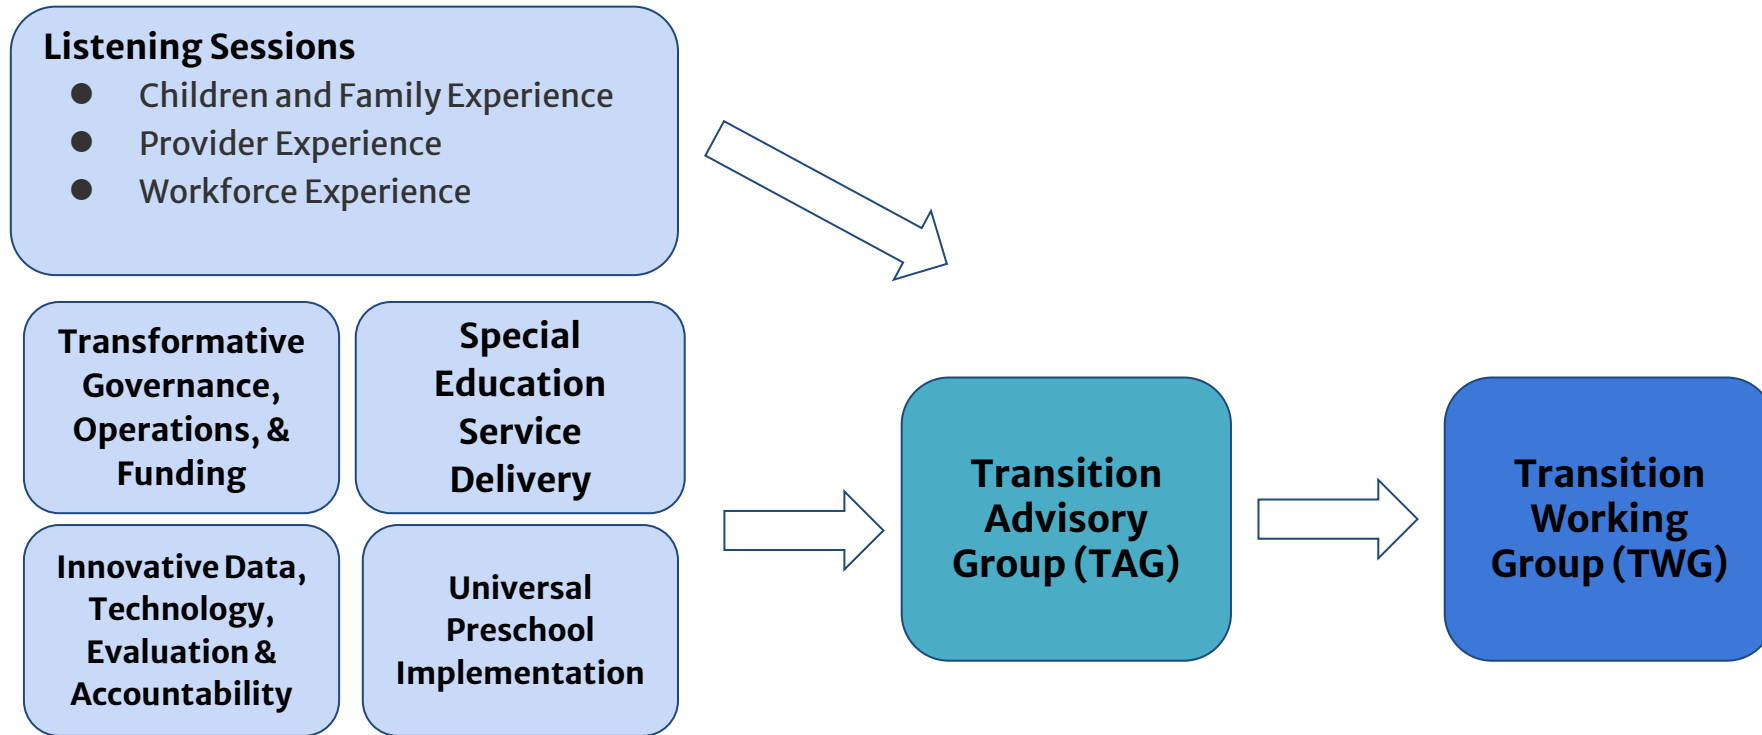 Listening Sessions
● Children and Family Experience
● Provider Experience
● Workforce Experience
Transformative
Governance,
Operations, &
Funding
Special
Education
Service
Delivery
Innovative Data,
Technology,
Evaluation &
Accountability
Universal
Preschool
Implementation
Transition
Advisory
Group (TAG)
Transition
Working
Group (TWG)